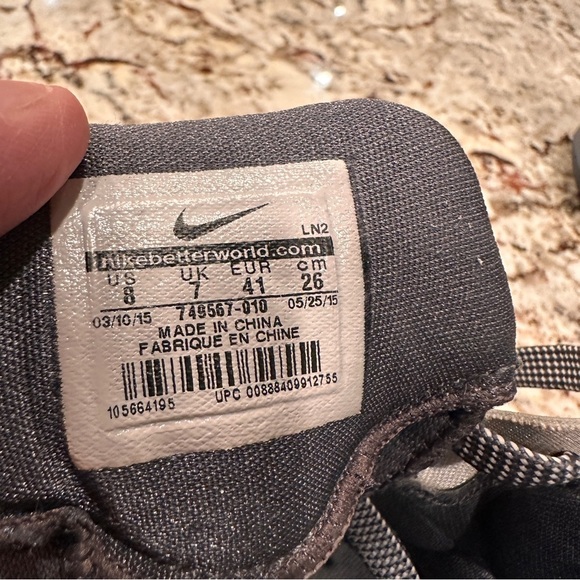 LN2
nikebetterworld.com
US UK EUR cm
8 7 41 26
03/10/15 749567-010 05/25/15
MADE IN CHINA
FABRIQUE EN CHINE
105664195 UPC 00888409912755